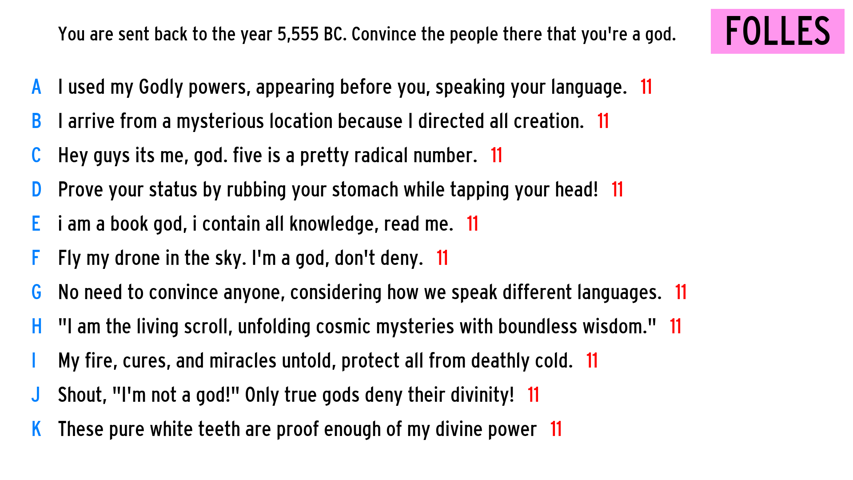 You are sent back to the year 5,555 BC. Convince the people there that you're a god.
FOLLES
A I used my Godly powers, appearing before you, speaking your language. 11
B I arrive from a mysterious location because I directed all creation. 11
C Hey guys its me, god. five is a pretty radical number. 11
D Prove your status by rubbing your stomach while tapping your head! 11
E i am a book god, i contain all knowledge, read me. 11
F Fly my drone in the sky. I'm a god, don't deny. 11
G No need to convince anyone, considering how we speak different languages. 11
H "I am the living scroll, unfolding cosmic mysteries with boundless wisdom." 11
I My fire, cures, and miracles untold, protect all from deathly cold. 11
J Shout, "I'm not a god!" Only true gods deny their divinity! 11
K These pure white teeth are proof enough of my divine power 11